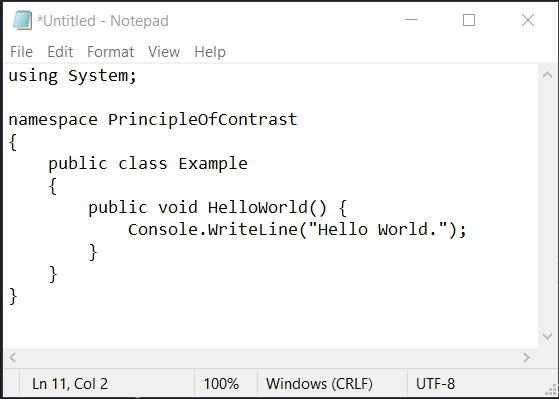 *Untitled - Notepad
File Edit Format View Help
using System;

namespace PrincipleOfContrast
{
    public class Example
    {
        public void HelloWorld() {
            Console.WriteLine("Hello World.");
        }
    }
}
Ln 11, Col 2 100% Windows (CRLF) UTF-8